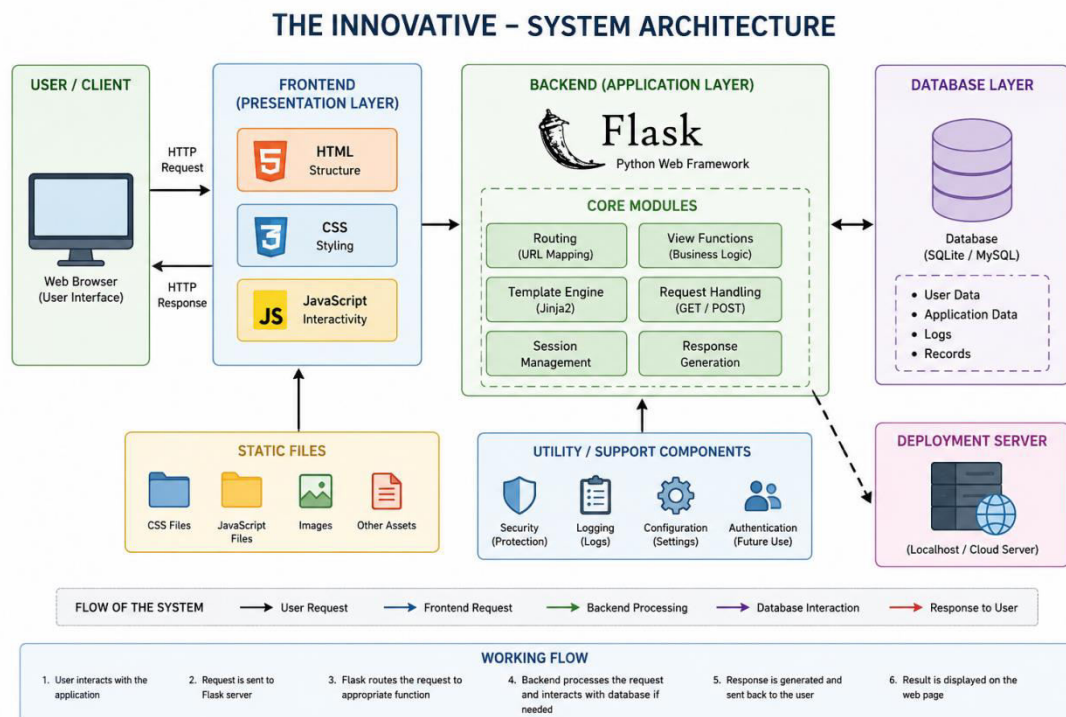 THE INNOVATIVE – SYSTEM ARCHITECTURE
USER / CLIENT
HTTP
Request
HTTP
Response
Web Browser
(User Interface)
FRONTEND
(PRESENTATION LAYER)
5
HTML
Structure
3
CSS
Styling
JS
JavaScript
Interactivity
BACKEND (APPLICATION LAYER)
Flask
Python Web Framework
CORE MODULES
Routing
(URL Mapping)
View Functions
(Business Logic)
Template Engine
(Jinja2)
Request Handling
(GET / POST)
Session
Management
Response
Generation
DATABASE LAYER
Database
(SQLite / MySQL)
• User Data
• Application Data
• Logs
• Records
STATIC FILES
CSS Files
JavaScript
Files
Images
Other Assets
UTILITY / SUPPORT COMPONENTS
Security
(Protection)
Logging
(Logs)
Configuration
(Settings)
Authentication
(Future Use)
DEPLOYMENT SERVER
(Localhost / Cloud Server)
FLOW OF THE SYSTEM
User Request
Frontend Request
Backend Processing
Database Interaction
Response to User
WORKING FLOW
1. User interacts with the
application
2. Request is sent to
Flask server
3. Flask routes the request to
appropriate function
4. Backend processes the request
and interacts with database if
needed
5. Response is generated and
sent back to the user
6. Result is displayed on the
web page